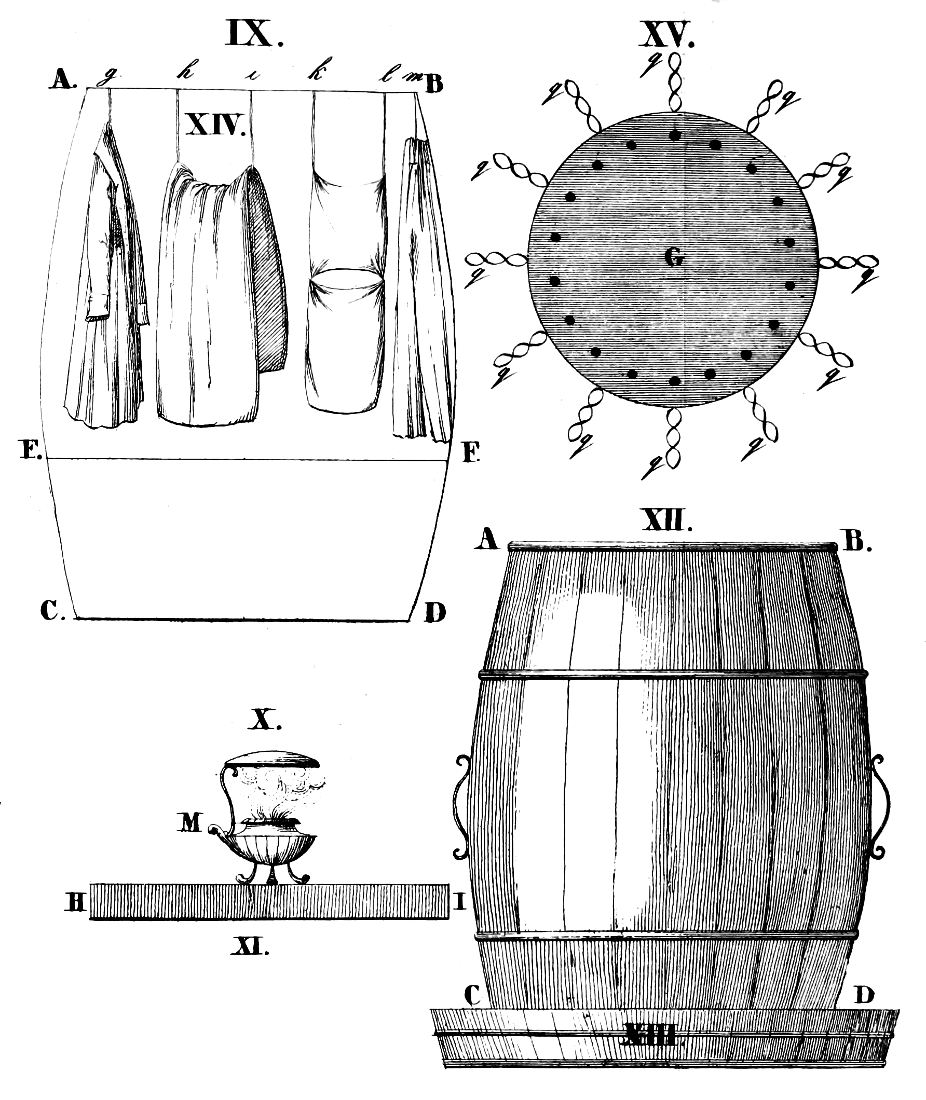 IX.
A. g h i k l m B
XIV.
E. F.
C. D
XV.
q q q q q q q q q q q q
G
X.
M
H I
XI.
XII.
A B.
C D
XIII.